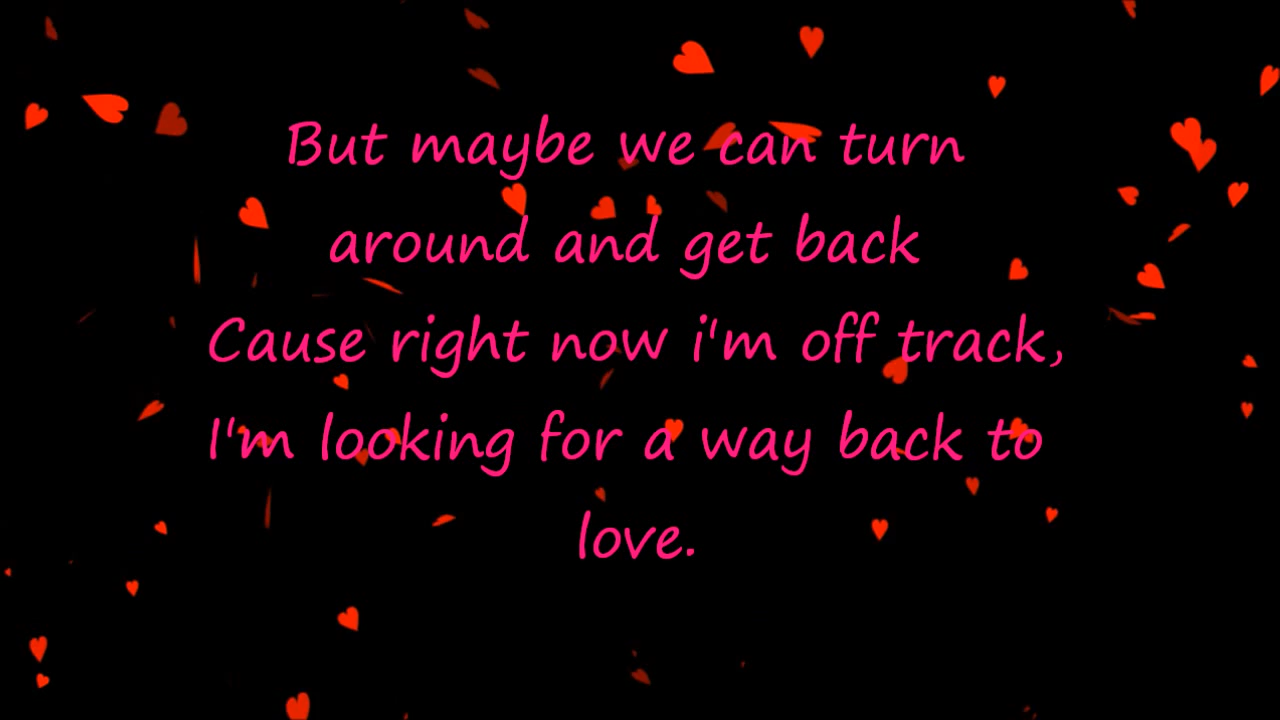 But maybe we can turn
around and get back
Cause right now i'm off track,
I'm looking for a way back to
love.